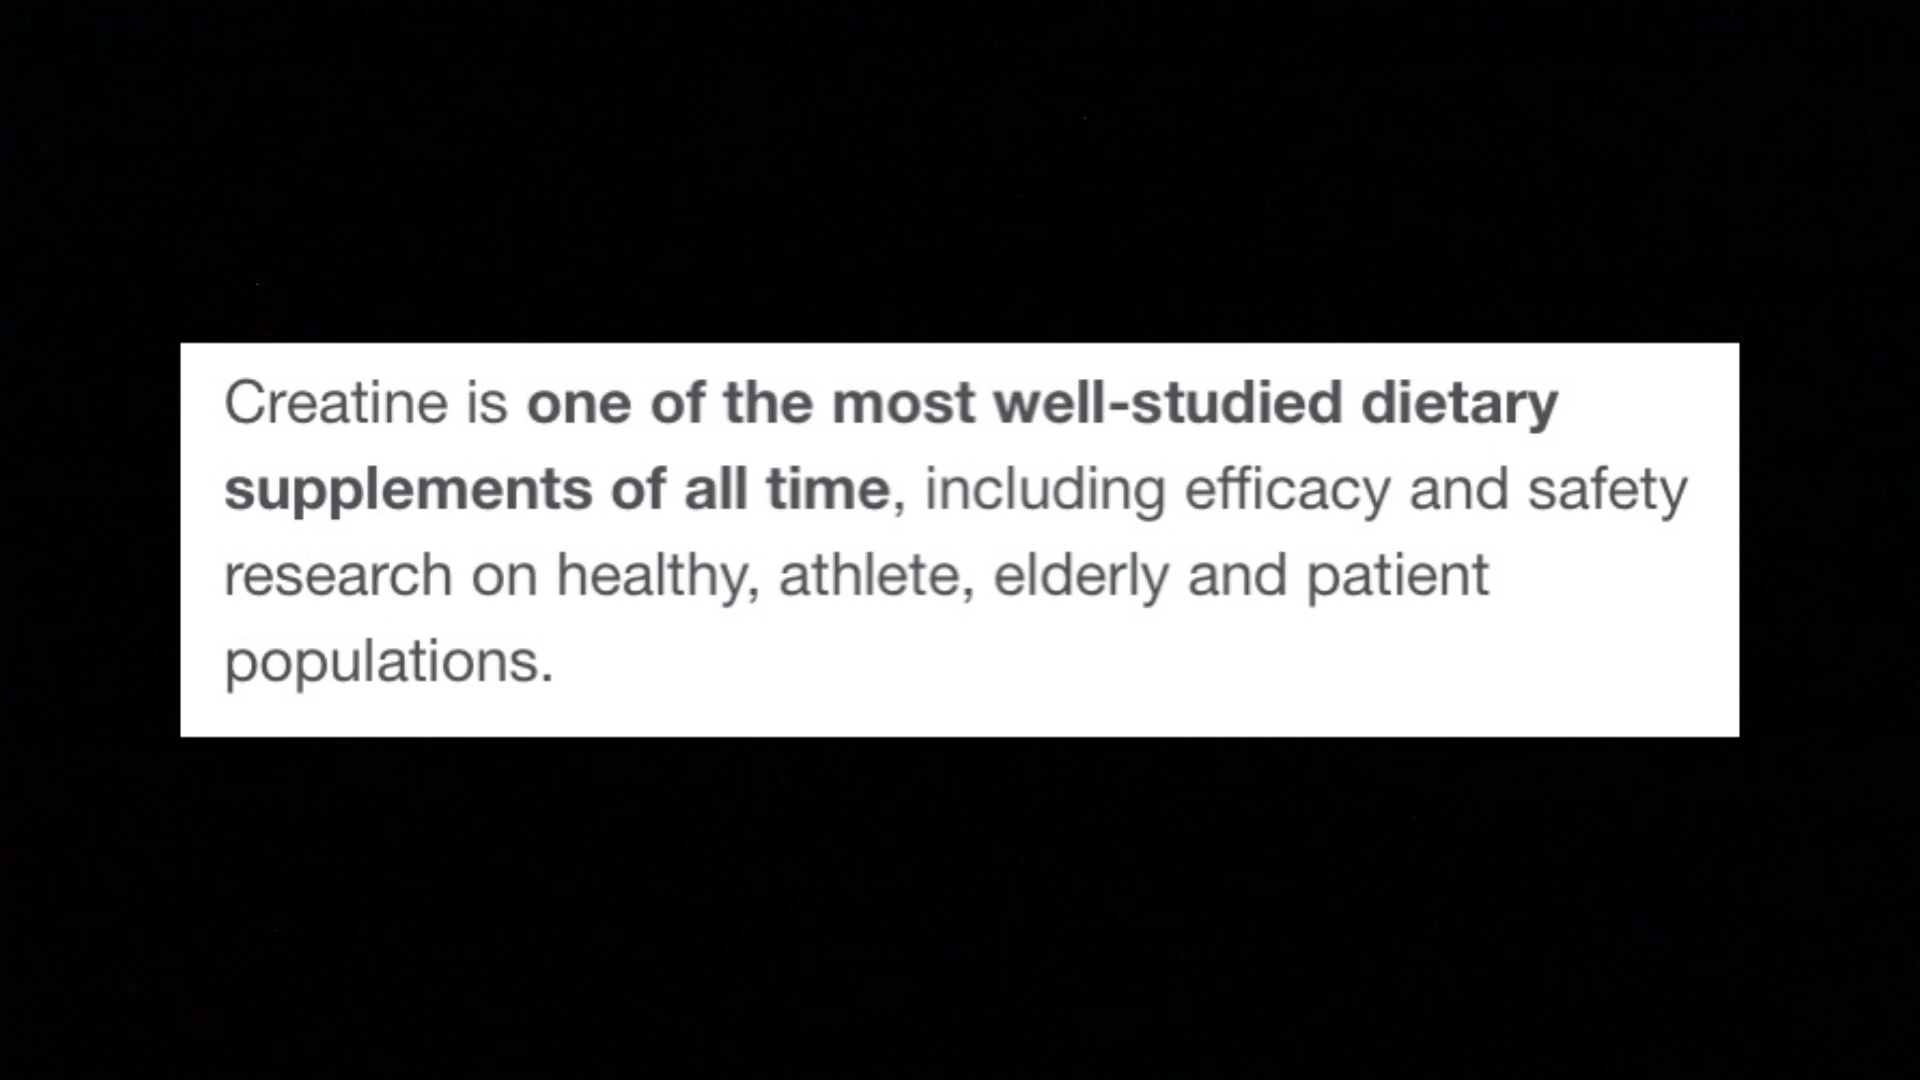 Creatine is one of the most well-studied dietary
supplements of all time, including efficacy and safety
research on healthy, athlete, elderly and patient
populations.